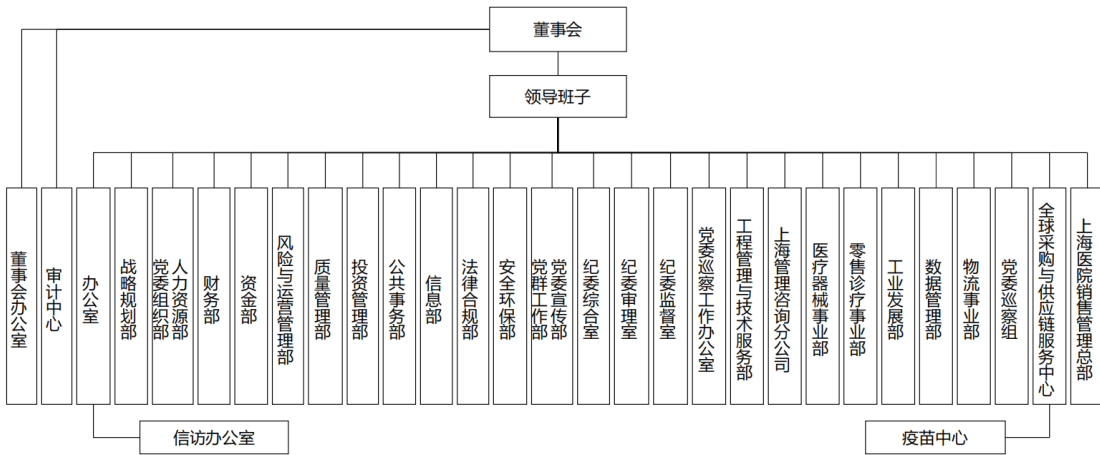 董事会
领导班子
董事会办公室
审计中心
办公室
战略规划部
人力资源部
党委组织部
财务部
资金部
风险与运营管理部
质量管理部
投资管理部
公共事务部
信息部
法律合规部
安全环保部
党委宣传部
党群工作部
纪委综合室
纪委审理室
纪委监督室
党委巡察工作办公室
工程管理与技术服务部
上海管理咨询分公司
医疗器械事业部
零售诊疗事业部
工业发展部
数据管理部
物流事业部
党委巡察组
全球采购与供应链服务中心
上海医院销售管理总部
信访办公室
疫苗中心